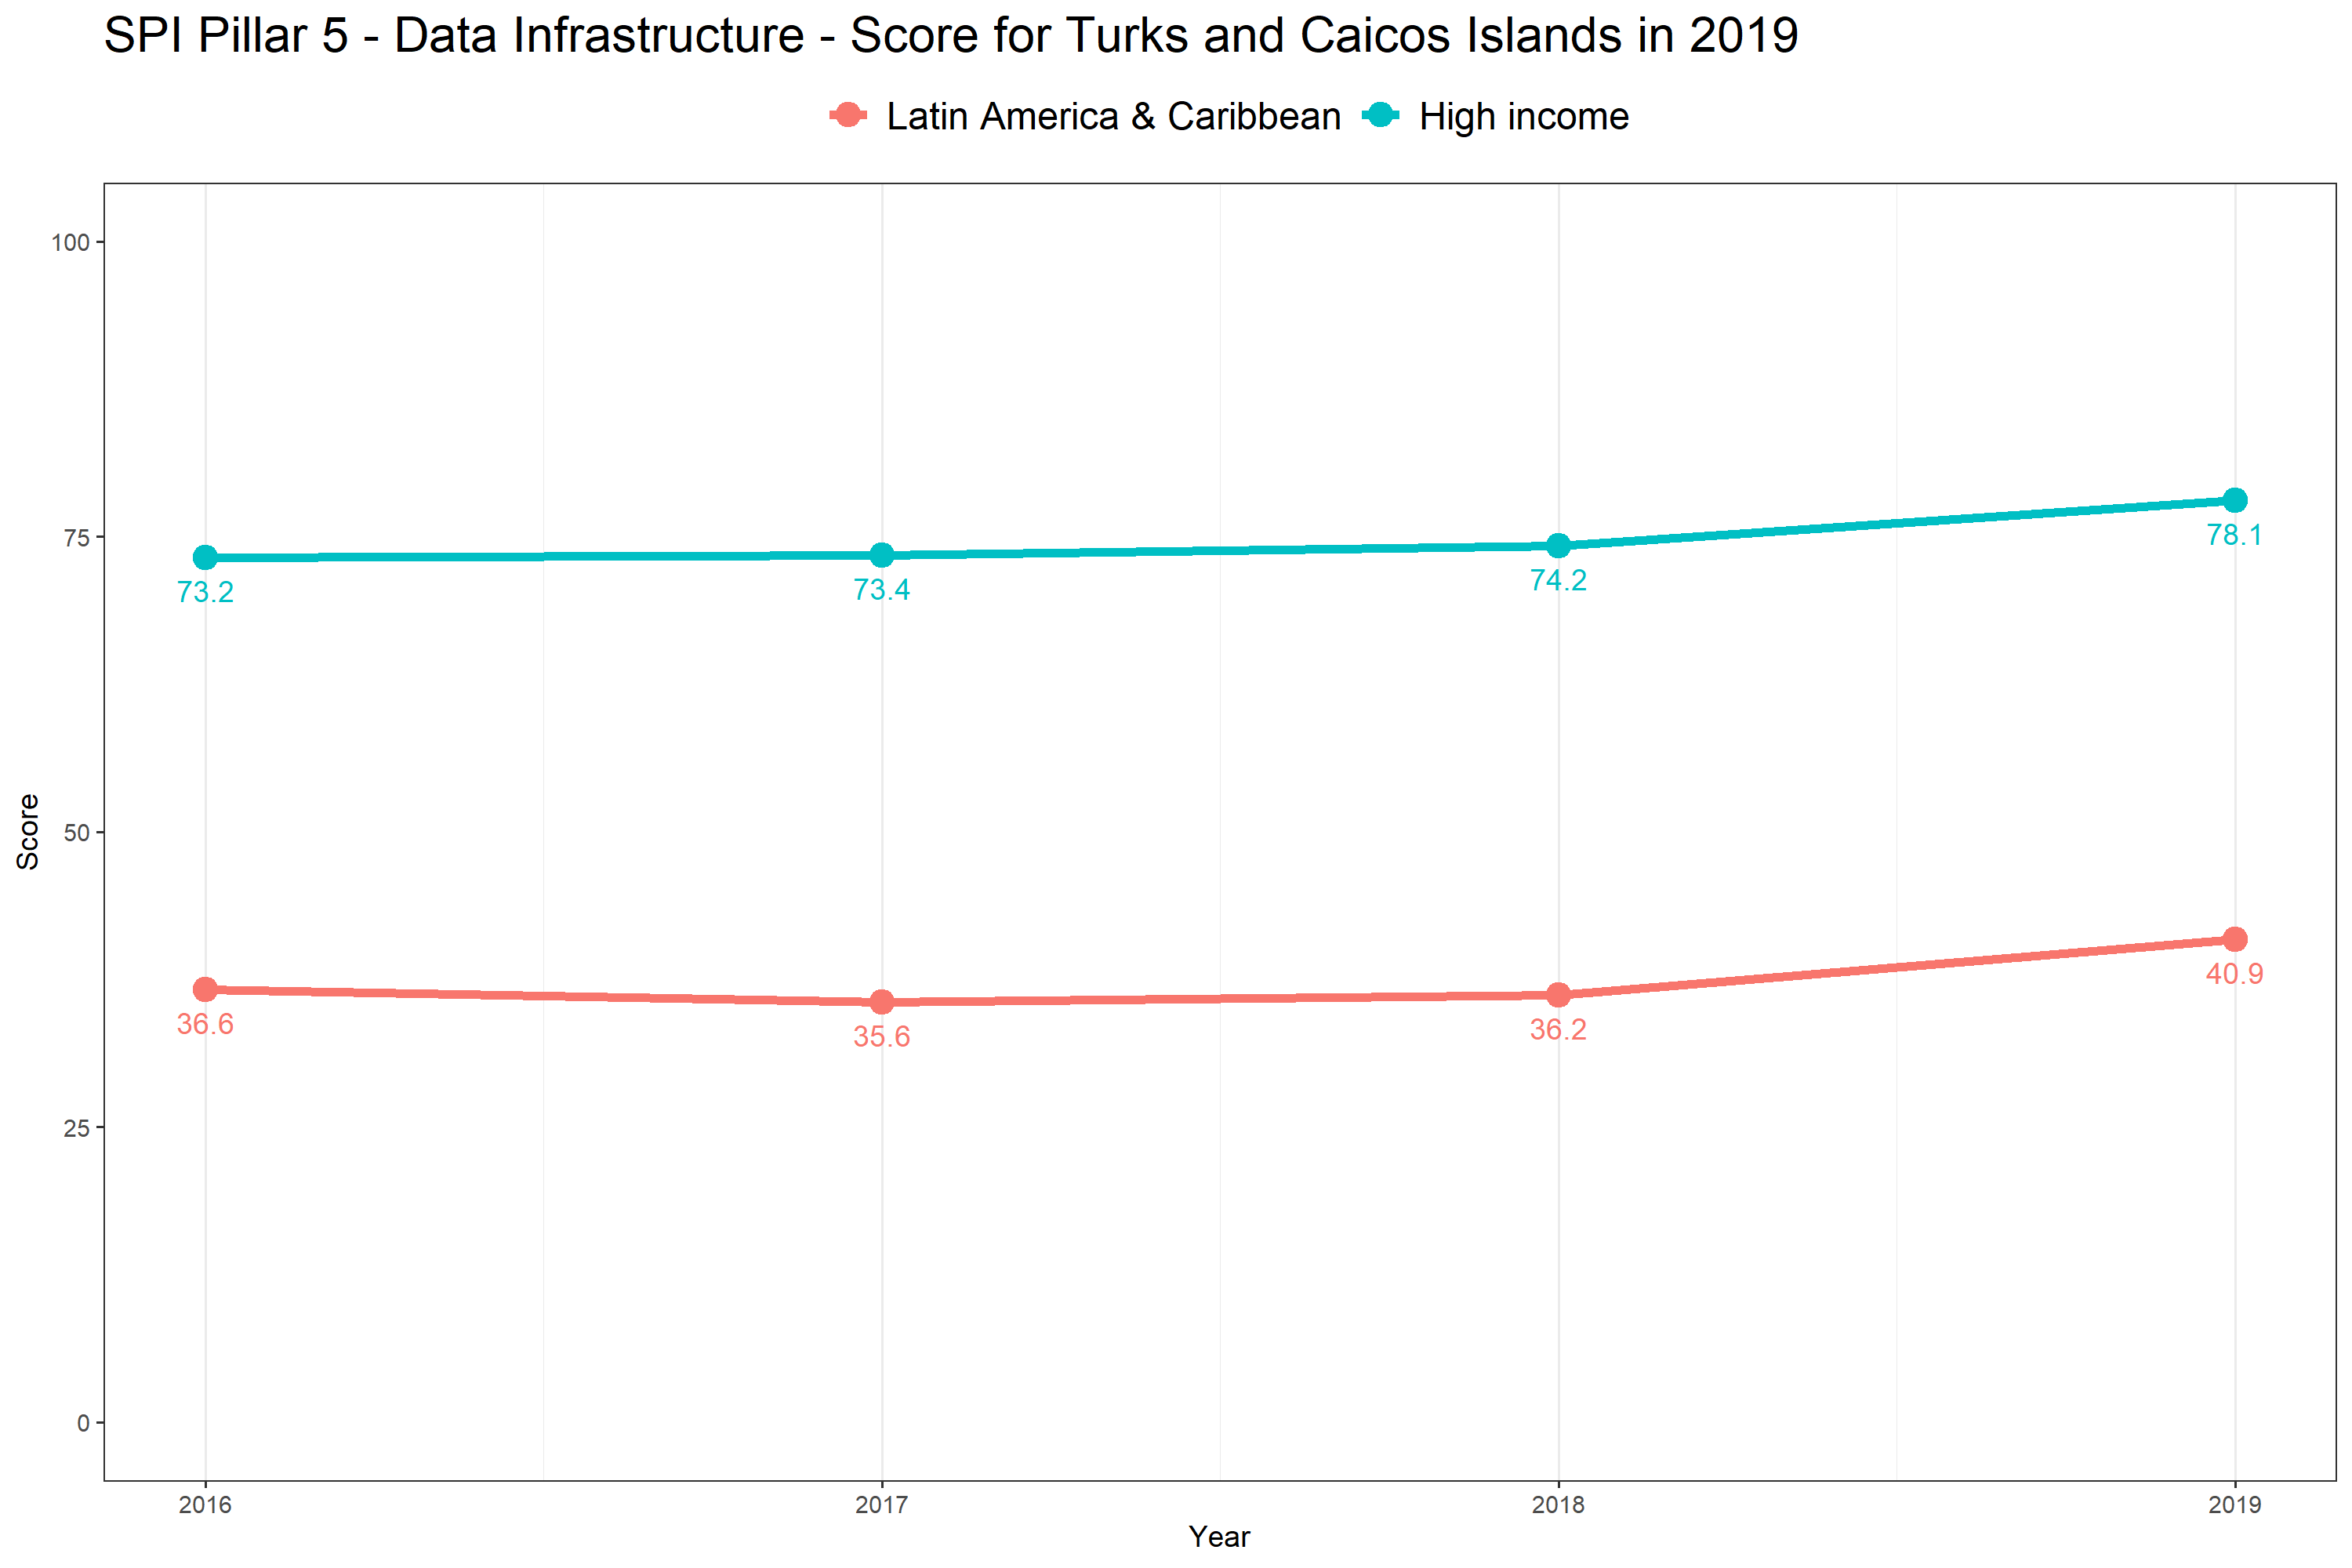 SPI Pillar 5 - Data Infrastructure - Score for Turks and Caicos Islands in 2019
Latin America & Caribbean High income
100
75
50
25
0
Score
73.2
73.4
74.2
78.1
36.6
35.6
36.2
40.9
2016 2017 2018 2019
Year